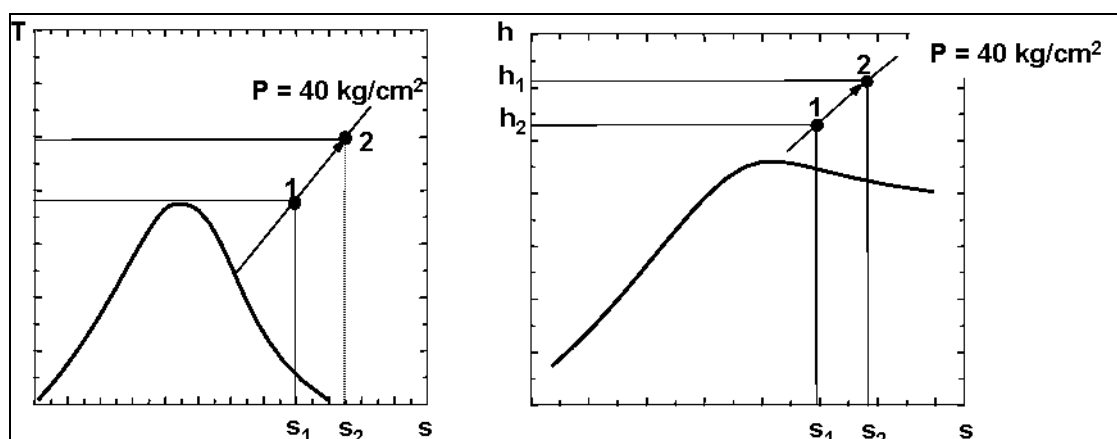 T
P = 40 kg/cm²
2
1
s₁ s₂ s
h
P = 40 kg/cm²
h₁
2
h₂
1
s₁ s₂ s